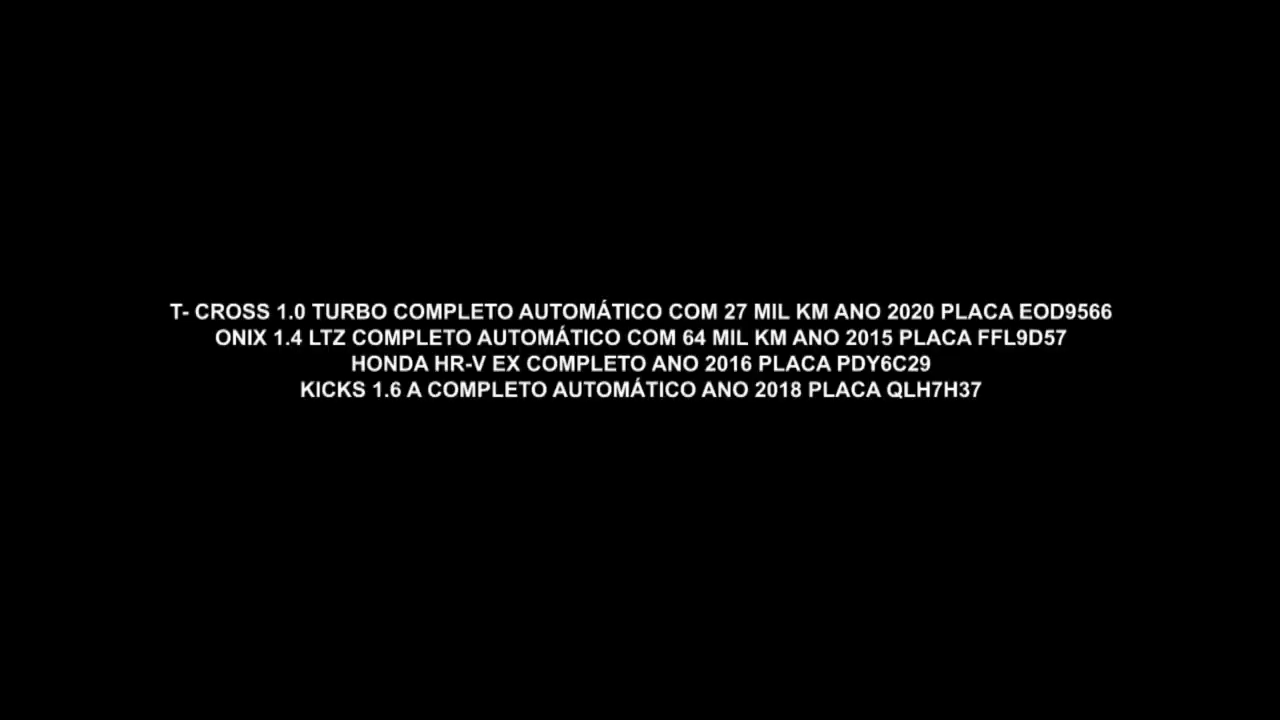 T- CROSS 1.0 TURBO COMPLETO AUTOMÁTICO COM 27 MIL KM ANO 2020 PLACA EOD9566
ONIX 1.4 LTZ COMPLETO AUTOMÁTICO COM 64 MIL KM ANO 2015 PLACA FFL9D57
HONDA HR-V EX COMPLETO ANO 2016 PLACA PDY6C29
KICKS 1.6 A COMPLETO AUTOMÁTICO ANO 2018 PLACA QLH7H37